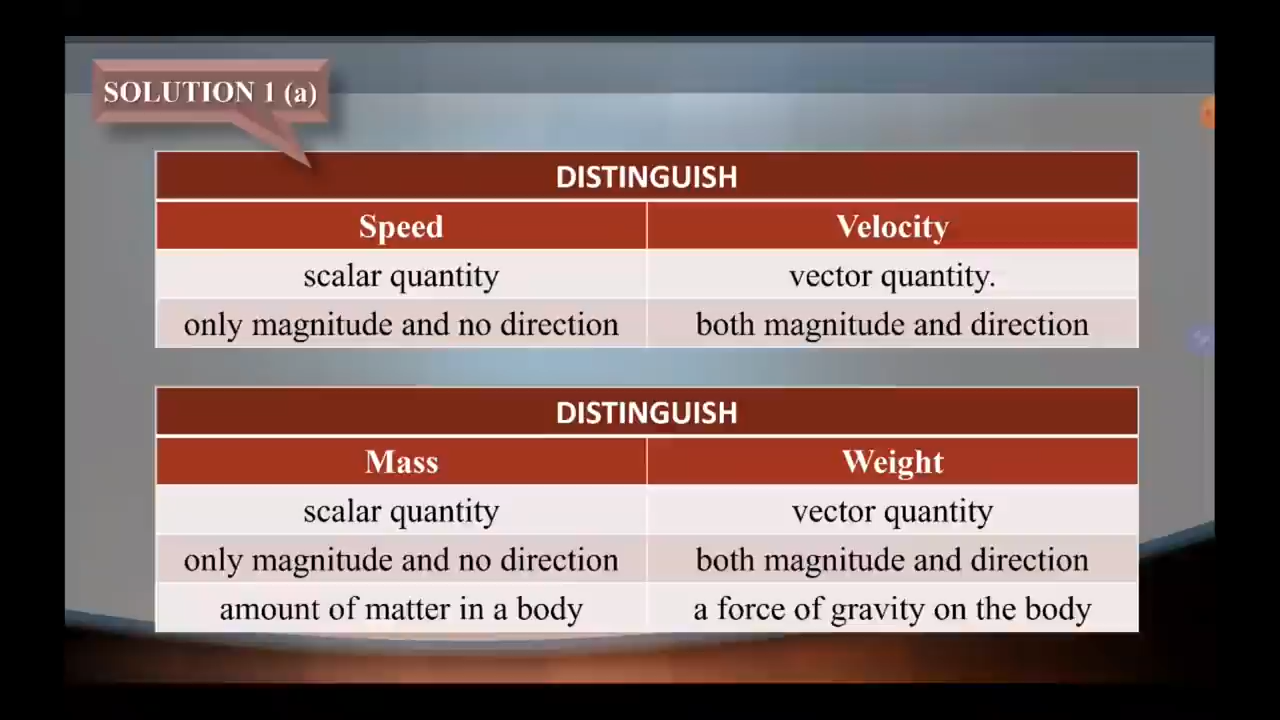 SOLUTION 1 (a)
DISTINGUISH
Speed Velocity
scalar quantity vector quantity.
only magnitude and no direction both magnitude and direction
DISTINGUISH
Mass Weight
scalar quantity vector quantity
only magnitude and no direction both magnitude and direction
amount of matter in a body a force of gravity on the body